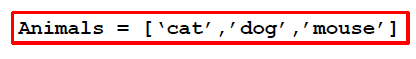 Animals = [‘cat’,’dog’,’mouse’]